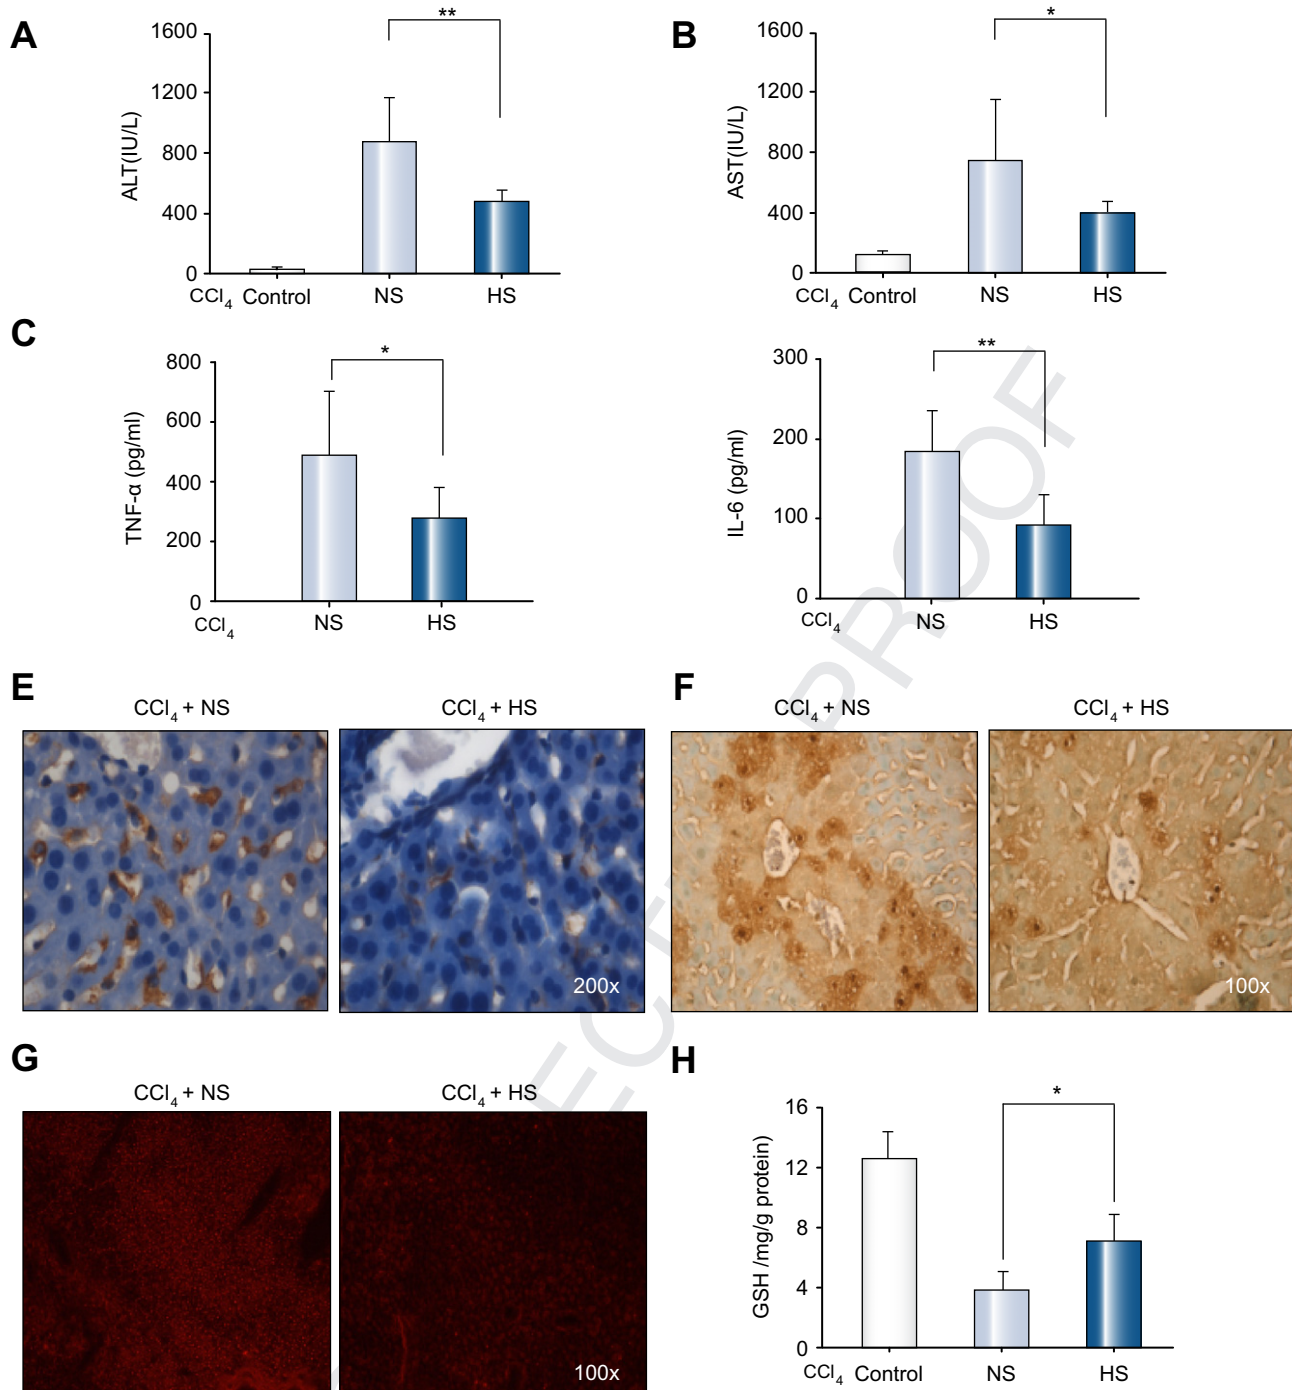 A
1600
1200
800
400
0
ALT(IU/L)
**
CCl4 Control NS HS
B
1600
1200
800
400
0
AST(IU/L)
*
CCl4 Control NS HS
C
800
600
400
200
0
TNF-α (pg/ml)
*
CCl4 NS HS
300
200
100
0
IL-6 (pg/ml)
**
CCl4 NS HS
E
CCl4 + NS
CCl4 + HS
200x
F
CCl4 + NS
CCl4 + HS
100x
G
CCl4 + NS
CCl4 + HS
100x
H
16
12
8
4
0
GSH /mg/g protein)
*
CCl4 Control NS HS
PROOF